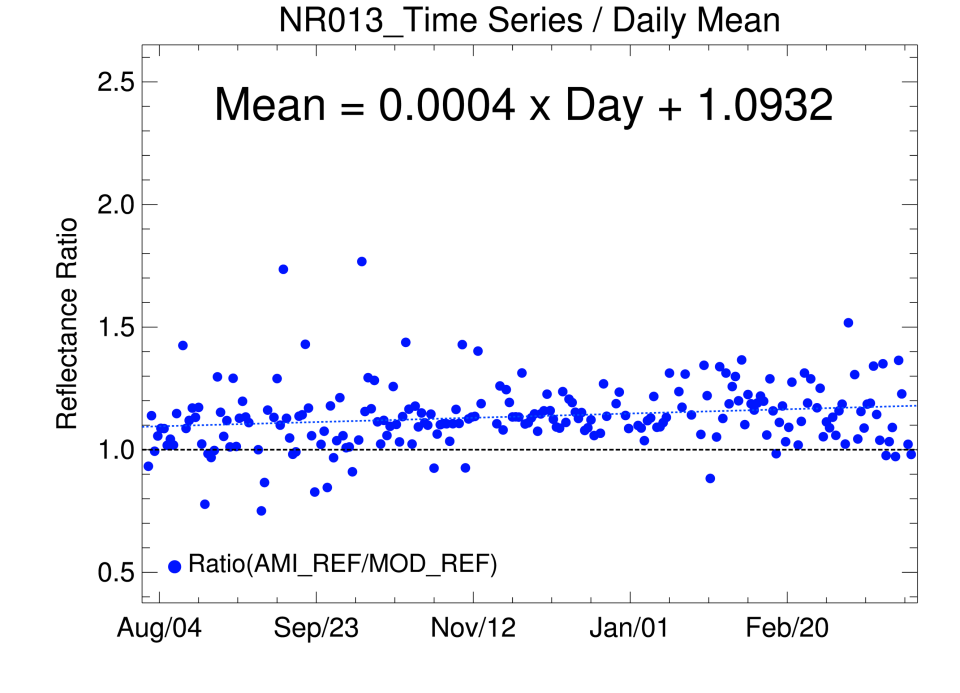 NR013_Time Series / Daily Mean
Mean = 0.0004 x Day + 1.0932
Reflectance Ratio
2.5
2.0
1.5
1.0
0.5
Ratio(AMI_REF/MOD_REF)
Aug/04 Sep/23 Nov/12 Jan/01 Feb/20